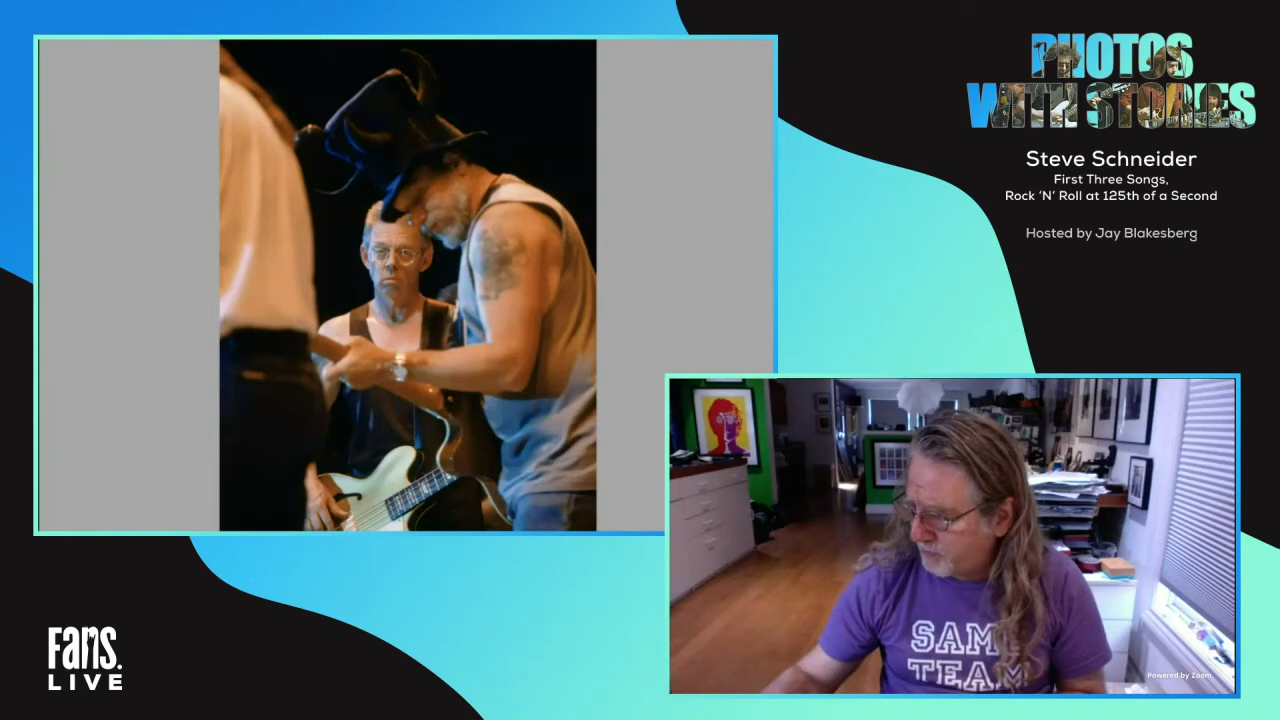 PHOTOS
WITH STORIES
Steve Schneider
First Three Songs,
Rock 'N' Roll at 125th of a Second
Hosted by Jay Blakesberg
SAME
TEAM
Powered by Zoom
Fans.
LIVE